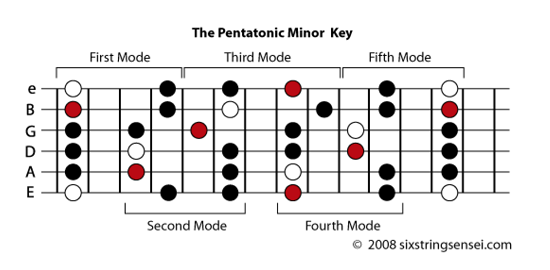 The Pentatonic Minor Key
First Mode Third Mode Fifth Mode
e
B
G
D
A
E
Second Mode Fourth Mode
© 2008 sixstringsensei.com